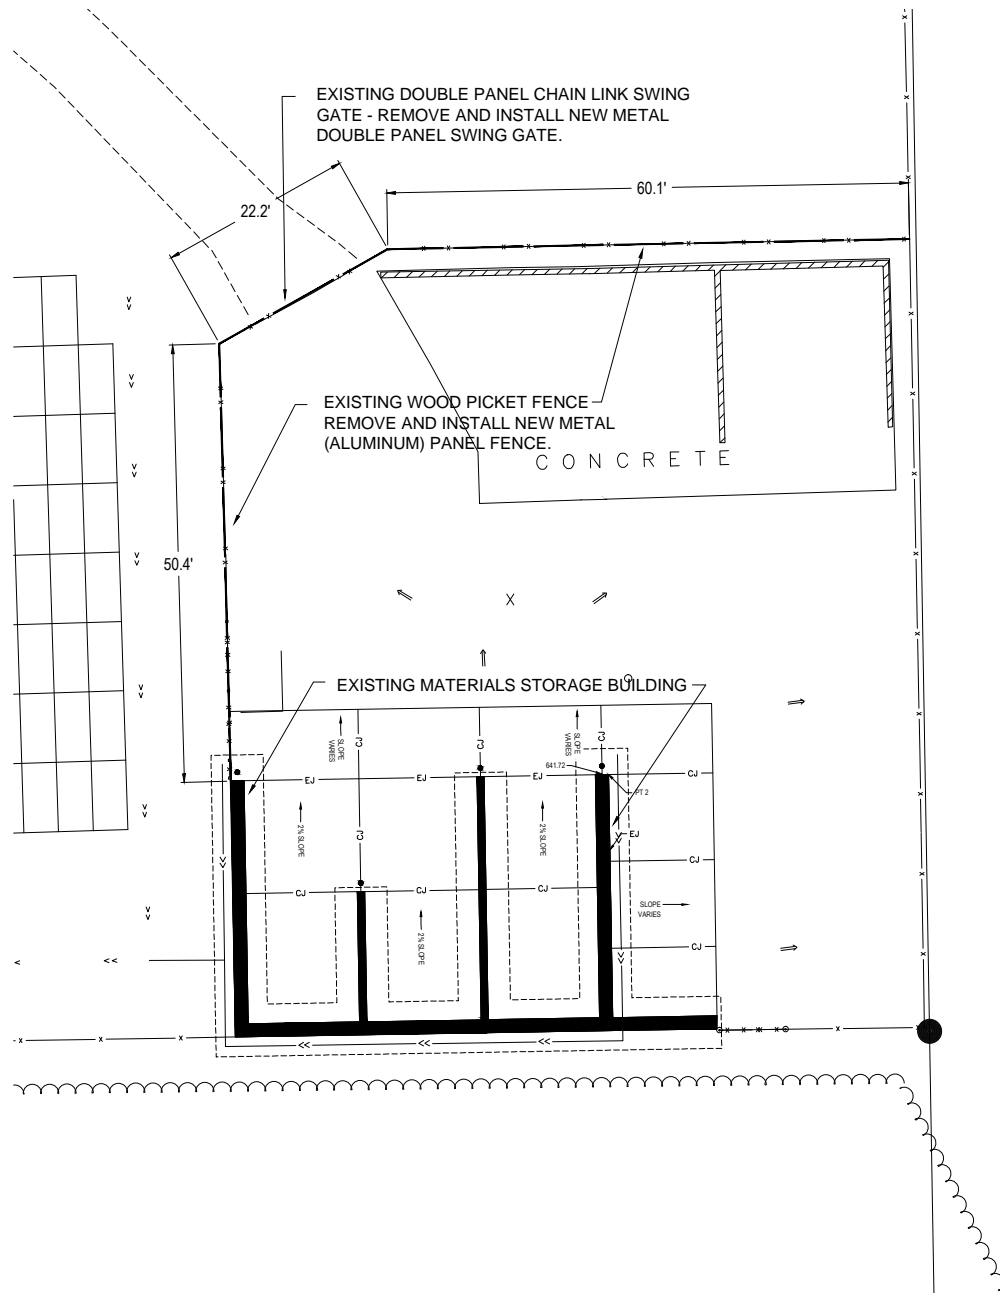 EXISTING DOUBLE PANEL CHAIN LINK SWING
GATE - REMOVE AND INSTALL NEW METAL
DOUBLE PANEL SWING GATE.
60.1'
22.2'
EXISTING WOOD PICKET FENCE
REMOVE AND INSTALL NEW METAL
(ALUMINUM) PANEL FENCE.
CONCRETE
50.4'
X
EXISTING MATERIALS STORAGE BUILDING
SLOPE
VARIES
CJ
CJ
SLOPE
VARIES
CJ
641.72
EJ
EJ
EJ
CJ
PT 2
2% SLOPE
CJ
2% SLOPE
EJ
CJ
CJ
CJ
CJ
SLOPE
VARIES
2% SLOPE
CJ